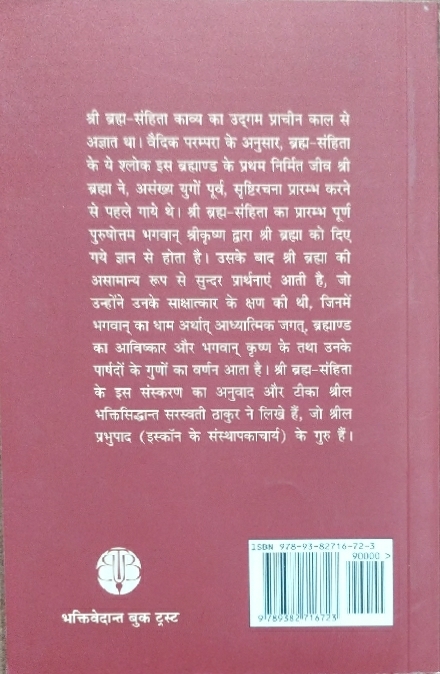 श्री ब्रह्म-संहिता काव्य का उद्गम प्राचीन काल से
अज्ञात था। वैदिक परम्परा के अनुसार, ब्रह्म-संहिता
के ये श्लोक इस ब्रह्माण्ड के प्रथम निर्मित जीव श्री
ब्रह्मा ने, असंख्य युगों पूर्व, सृष्टिरचना प्रारम्भ करने
से पहले गाये थे। श्री ब्रह्म-संहिता का प्रारम्भ पूर्ण
पुरुषोत्तम भगवान् श्रीकृष्ण द्वारा श्री ब्रह्मा को दिए
गये ज्ञान से होता है। उसके बाद श्री ब्रह्मा की
असामान्य रूप से सुन्दर प्रार्थनाएं आती है, जो
उन्होंने उनके साक्षात्कार के क्षण की थी, जिनमें
भगवान् का धाम अर्थात् आध्यात्मिक जगत्, ब्रह्माण्ड
का आविष्कार और भगवान् कृष्ण के तथा उनके
पार्षदों के गुणों का वर्णन आता है। श्री ब्रह्म-संहिता
के इस संस्करण का अनुवाद और टीका श्रील
भक्तिसिद्धान्त सरस्वती ठाकुर ने लिखे हैं, जो श्रील
प्रभुपाद (इस्कॉन के संस्थापकाचार्य) के गुरु हैं।
ISBN 978-93-82716-72-3
90000 >
9 789382 716723
भक्तिवेदान्त बुक ट्रस्ट